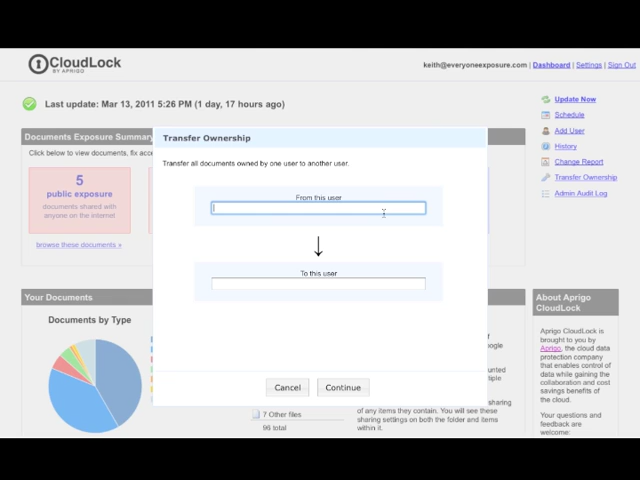 CloudLock
BY APRIGO
keith@everyoneexposure.com | Dashboard | Settings | Sign Out
Last update: Mar 13, 2011 5:26 PM (1 day, 17 hours ago)
Update Now
Schedule
Add User
History
Change Report
Transfer Ownership
Admin Audit Log
Documents Exposure Summary
Click below to view documents, fix acce
5
public exposure
documents shared with
anyone on the internet
browse these documents »
Transfer Ownership
Transfer all documents owned by one user to another user.
From this user
↓
To this user
Cancel
Continue
Your Documents
Documents by Type
of
ogle
unted
tiple
sharing
7 Other files
96 total
of any items they contain. You will see these
sharing settings on both the folder and items
within it.
About Aprigo
CloudLock
Aprigo CloudLock is
brought to you by
Aprigo, the cloud data
protection company
that enables control of
data while gaining the
collaboration and cost
savings benefits of
the cloud.
Your questions and
feedback are
welcome: